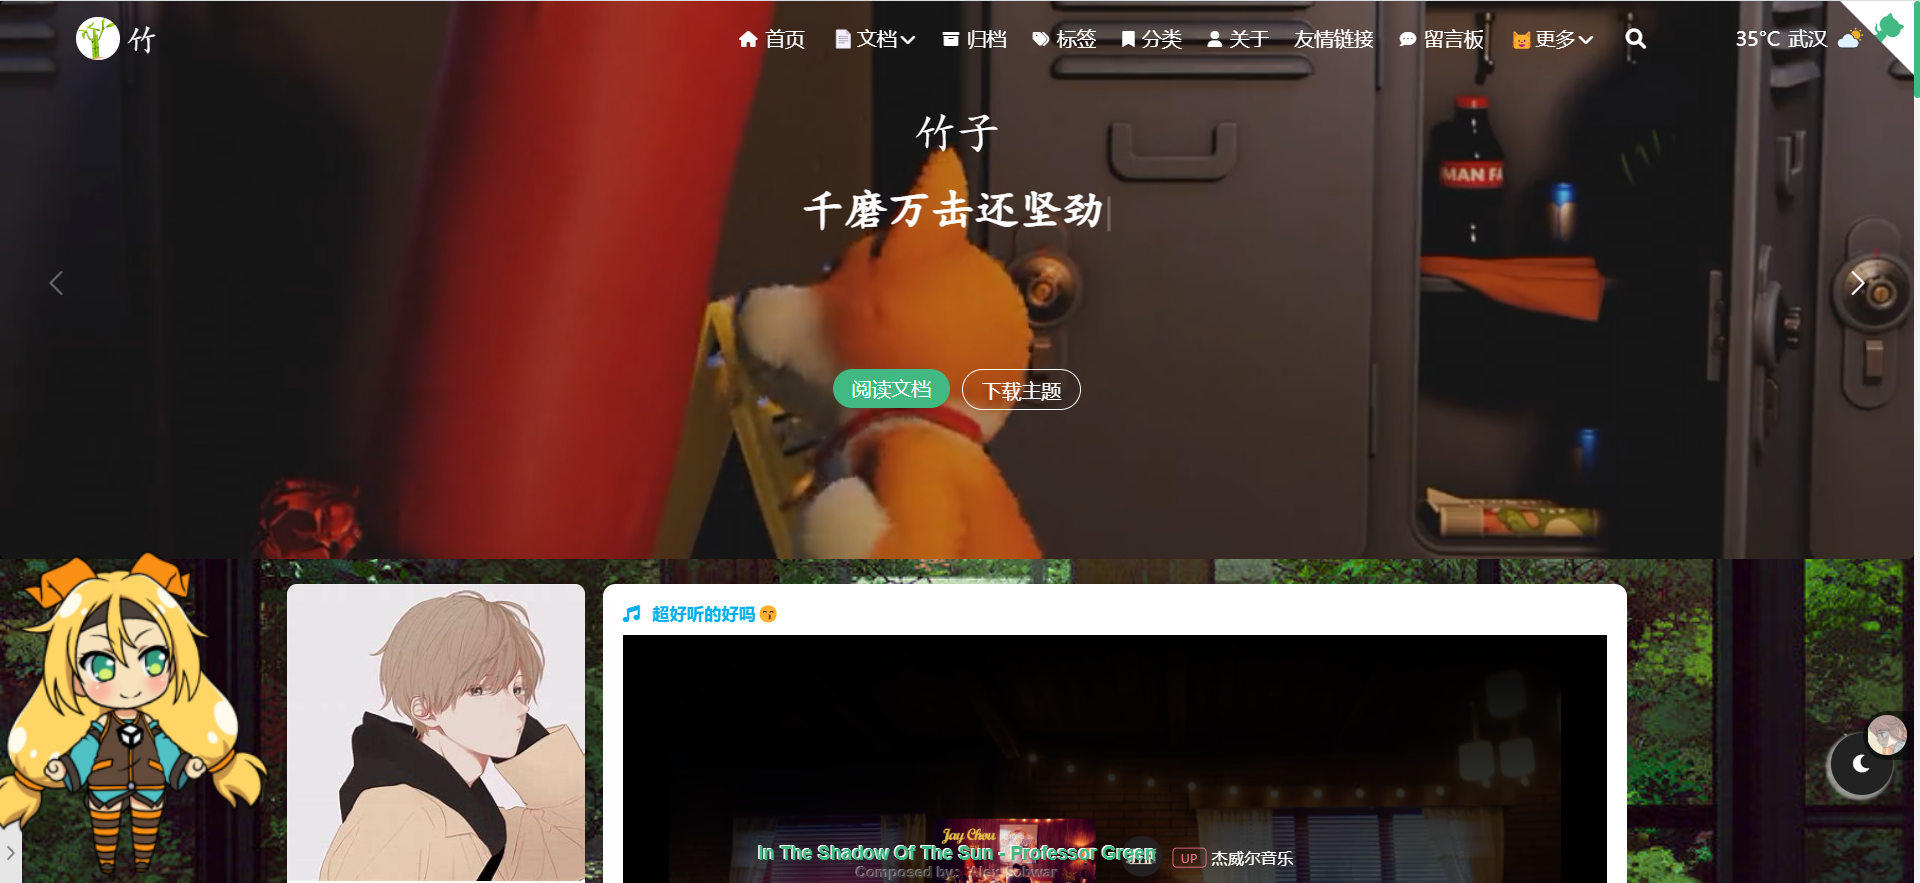 竹
首页
文档
归档
标签
分类
关于
友情链接
留言板
更多
35°C 武汉
竹子
千磨万击还坚劲
MAN FA
阅读文档
下载主题
超好听的好吗
Jay Chou
In The Shadow Of The Sun - Professor Green
Composed by:
UP 杰威尔音乐